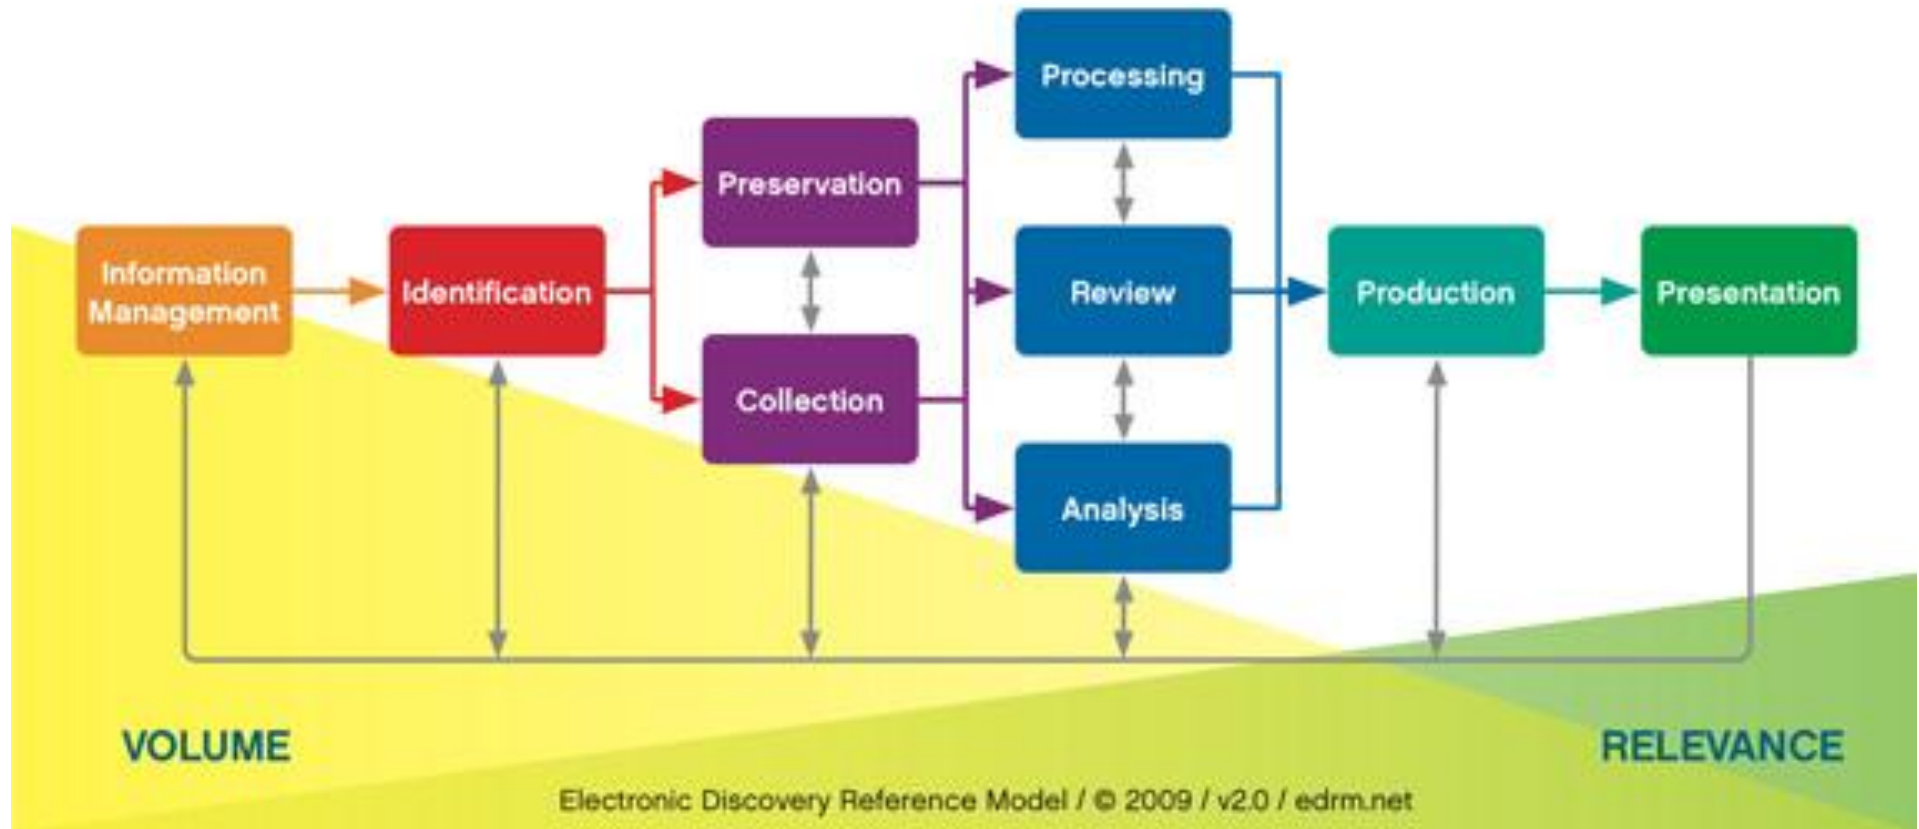 Processing
Preservation
Information
Management
Identification
Review
Production
Presentation
Collection
Analysis
VOLUME
RELEVANCE
Electronic Discovery Reference Model / © 2009 / v2.0 / edrm.net